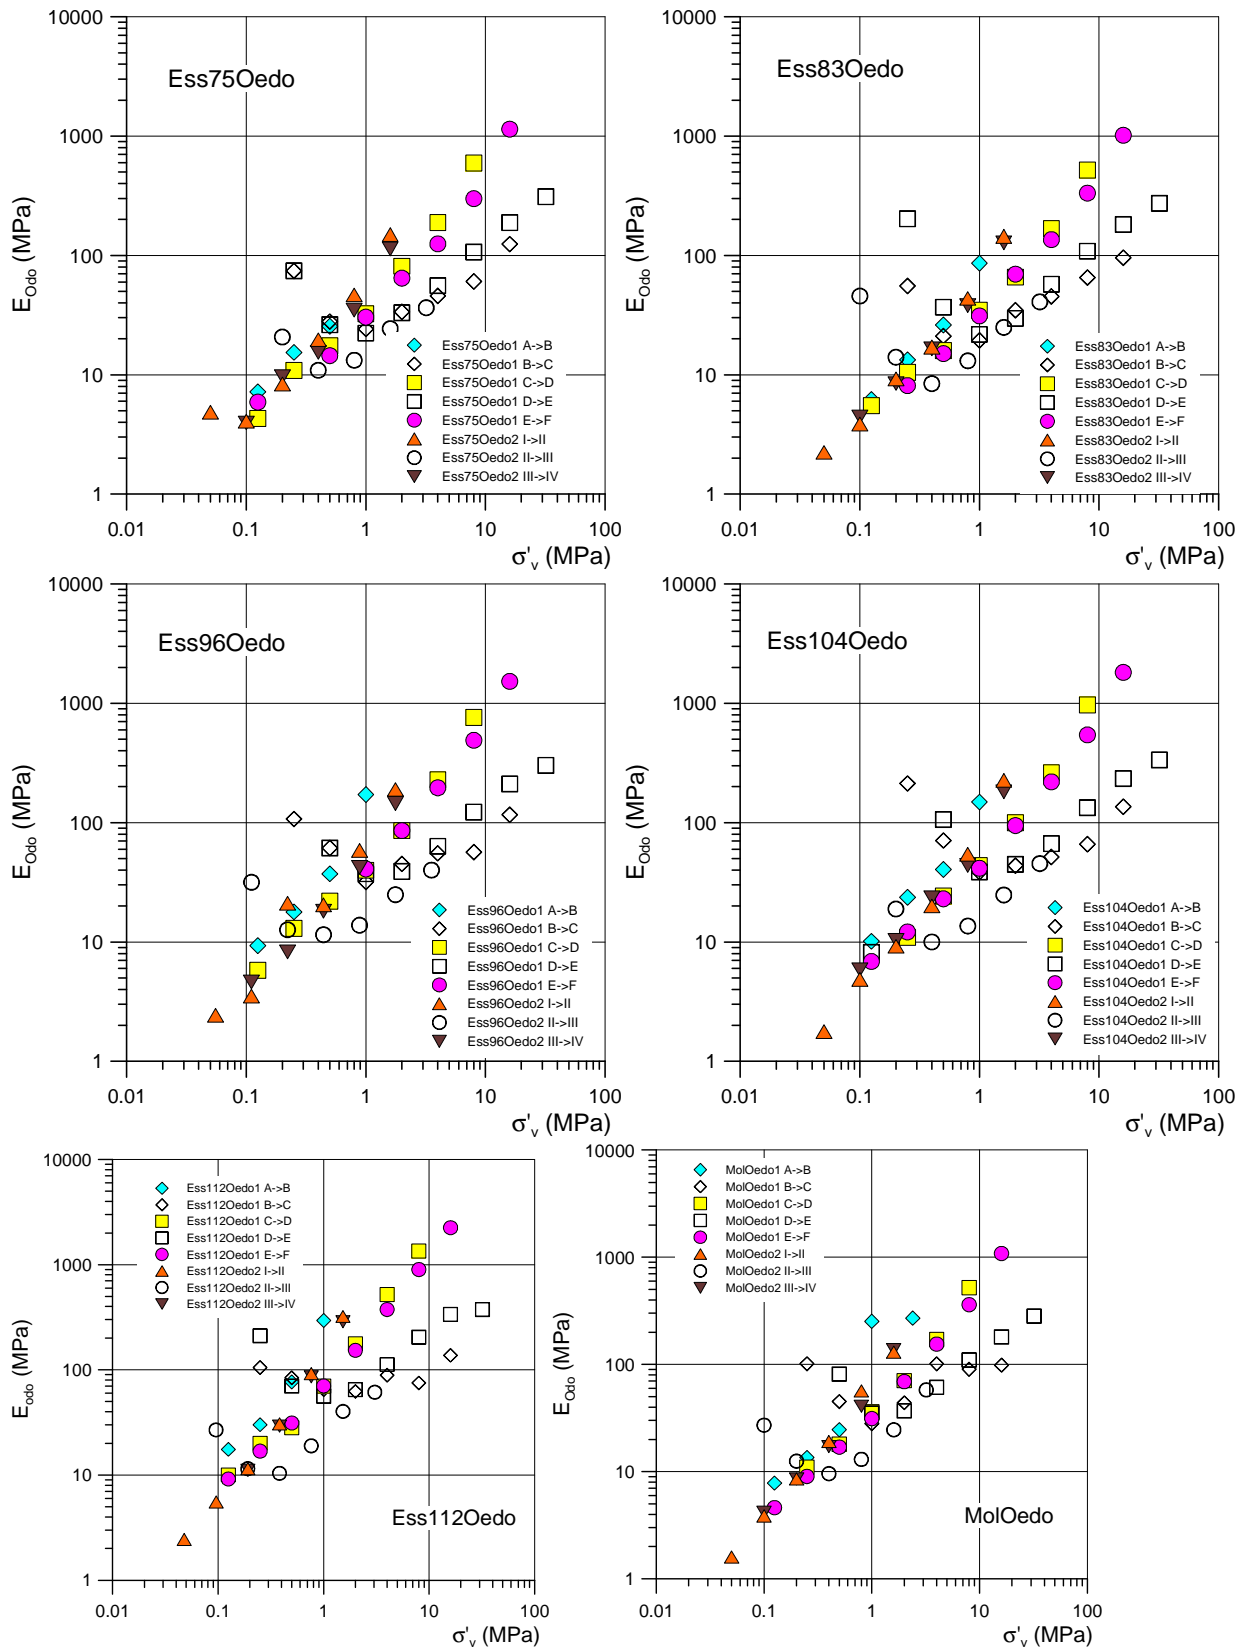 10000
1000
100
10
1
E_Odo (MPa)
Ess75Oedo
Ess75Oedo1 A->B
Ess75Oedo1 B->C
Ess75Oedo1 C->D
Ess75Oedo1 D->E
Ess75Oedo1 E->F
Ess75Oedo2 I->II
Ess75Oedo2 II->III
Ess75Oedo2 III->IV
0.01 0.1 1 10 100
σ'v (MPa)
10000
1000
100
10
1
E_Odo (MPa)
Ess83Oedo
Ess83Oedo1 A->B
Ess83Oedo1 B->C
Ess83Oedo1 C->D
Ess83Oedo1 D->E
Ess83Oedo1 E->F
Ess83Oedo2 I->II
Ess83Oedo2 II->III
Ess83Oedo2 III->IV
0.01 0.1 1 10 100
σ'v (MPa)
10000
1000
100
10
1
E_Odo (MPa)
Ess96Oedo
Ess96Oedo1 A->B
Ess96Oedo1 B->C
Ess96Oedo1 C->D
Ess96Oedo1 D->E
Ess96Oedo1 E->F
Ess96Oedo2 I->II
Ess96Oedo2 II->III
Ess96Oedo2 III->IV
0.01 0.1 1 10 100
σ'v (MPa)
10000
1000
100
10
1
E_Odo (MPa)
Ess104Oedo
Ess104Oedo1 A->B
Ess104Oedo1 B->C
Ess104Oedo1 C->D
Ess104Oedo1 D->E
Ess104Oedo1 E->F
Ess104Oedo2 I->II
Ess104Oedo2 II->III
Ess104Oedo2 III->IV
0.01 0.1 1 10 100
σ'v (MPa)
10000
1000
100
10
1
E_odo (MPa)
Ess112Oedo1 A->B
Ess112Oedo1 B->C
Ess112Oedo1 C->D
Ess112Oedo1 D->E
Ess112Oedo1 E->F
Ess112Oedo2 I->II
Ess112Oedo2 II->III
Ess112Oedo2 III->IV
Ess112Oedo
0.01 0.1 1 10 100
σ'v (MPa)
10000
1000
100
10
1
E_Odo (MPa)
MolOedo1 A->B
MolOedo1 B->C
MolOedo1 C->D
MolOedo1 D->E
MolOedo1 E->F
MolOedo2 I->II
MolOedo2 II->III
MolOedo2 III->IV
MolOedo
0.01 0.1 1 10 100
σ'v (MPa)